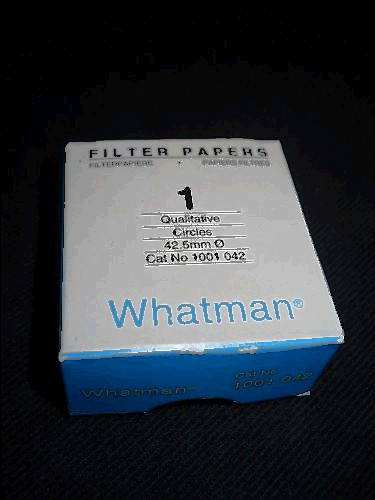 FILTER PAPERS
FILTERPAPIERE PAPIERS FILTRES
1
Qualitative
Circles
42.5mm Ø
Cat No 1001 042
Whatman®
Whatman® Cat No
1001 042